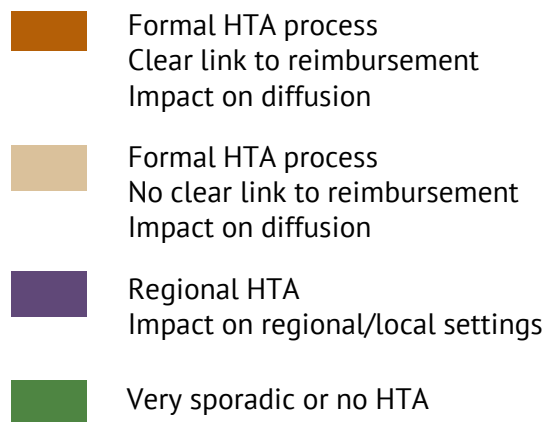 Formal HTA process
Clear link to reimbursement
Impact on diffusion
Formal HTA process
No clear link to reimbursement
Impact on diffusion
Regional HTA
Impact on regional/local settings
Very sporadic or no HTA